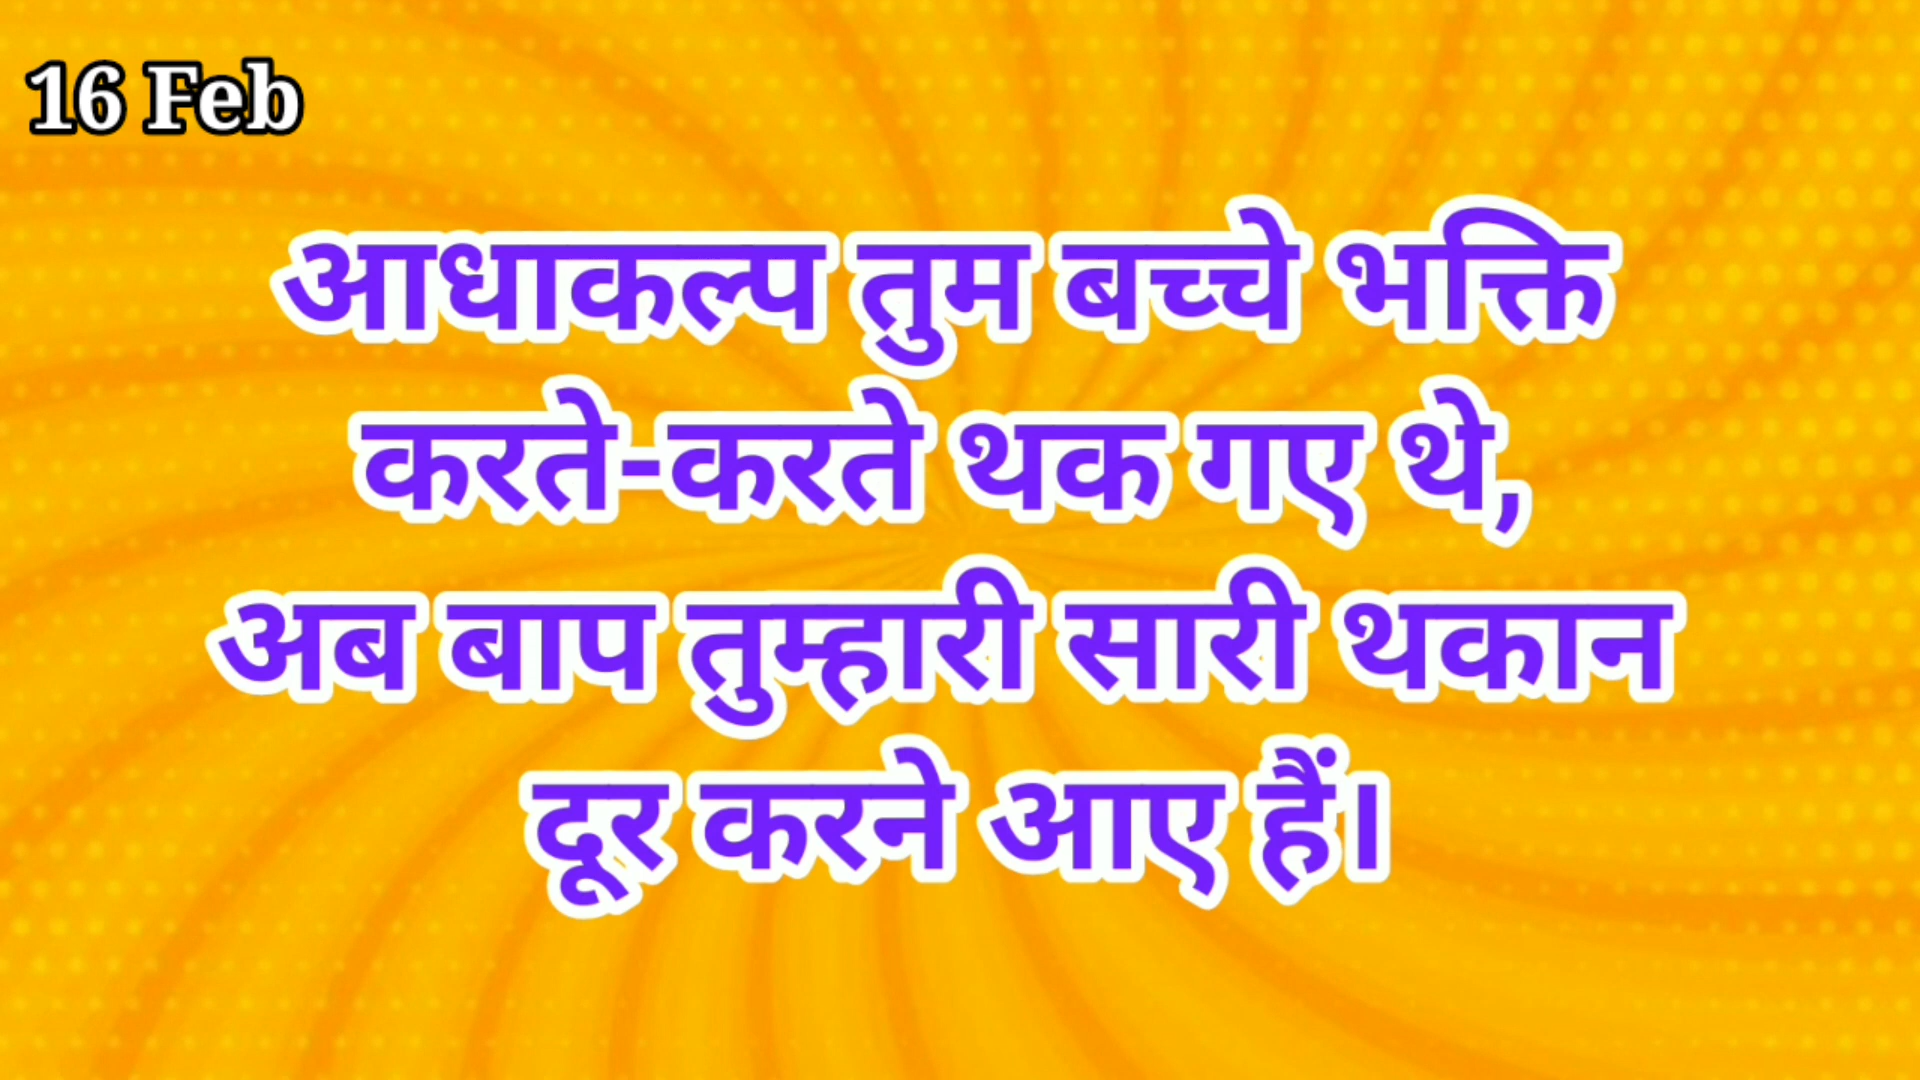 16 Feb
आधाकल्प तुम बच्चे भक्ति
करते-करते थक गए थे,
अब बाप तुम्हारी सारी थकान
दूर करने आए हैं।